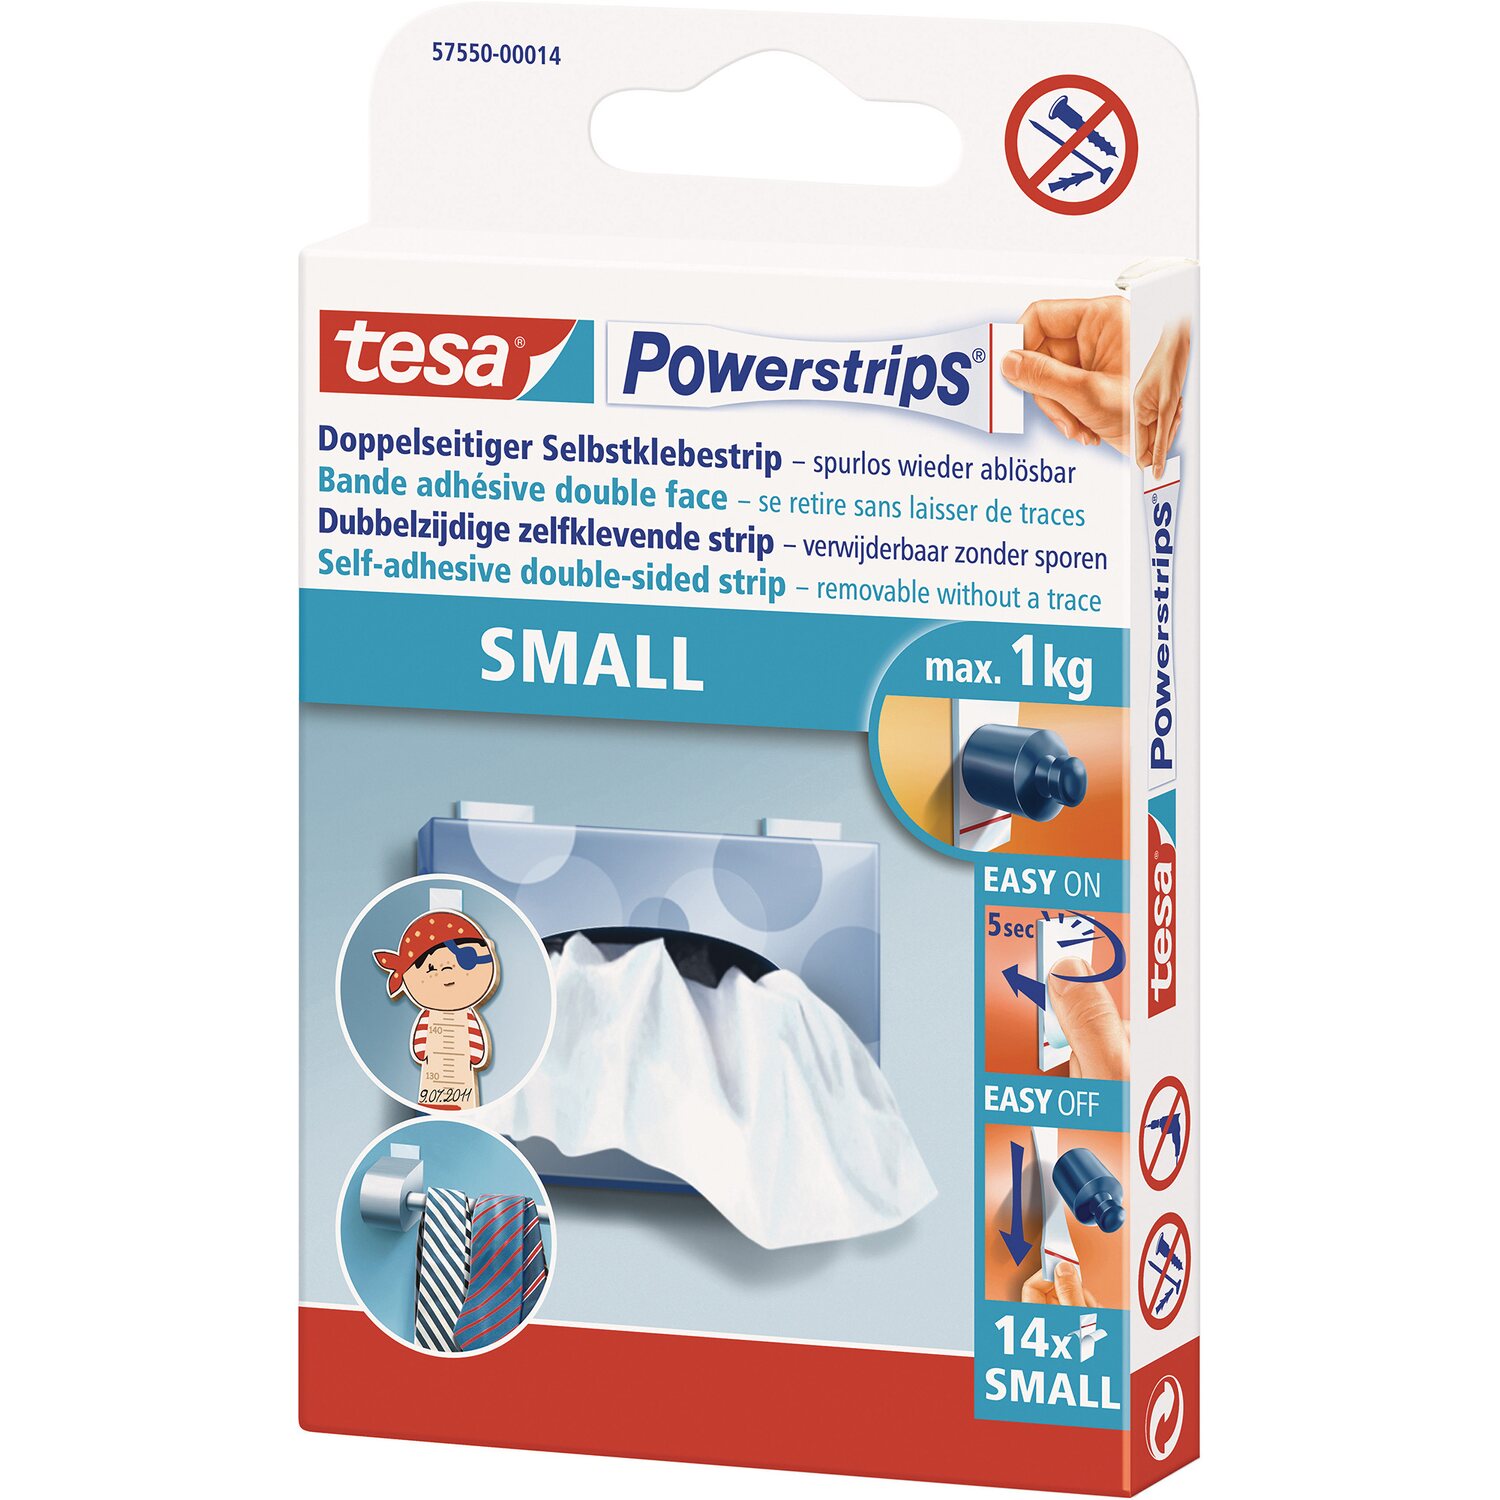 57550-00014
tesa®
Powerstrips®
Doppelseitiger Selbstklebestrip – spurlos wieder ablösbar
Bande adhésive double face – se retire sans laisser de traces
Dubbelzijdige zelfklevende strip – verwijderbaar zonder sporen
Self-adhesive double-sided strip – removable without a trace
SMALL
max. 1kg
EASY ON
5sec
EASY OFF
14x
SMALL
140
130
9.07.2011
Powerstrips®
tesa®